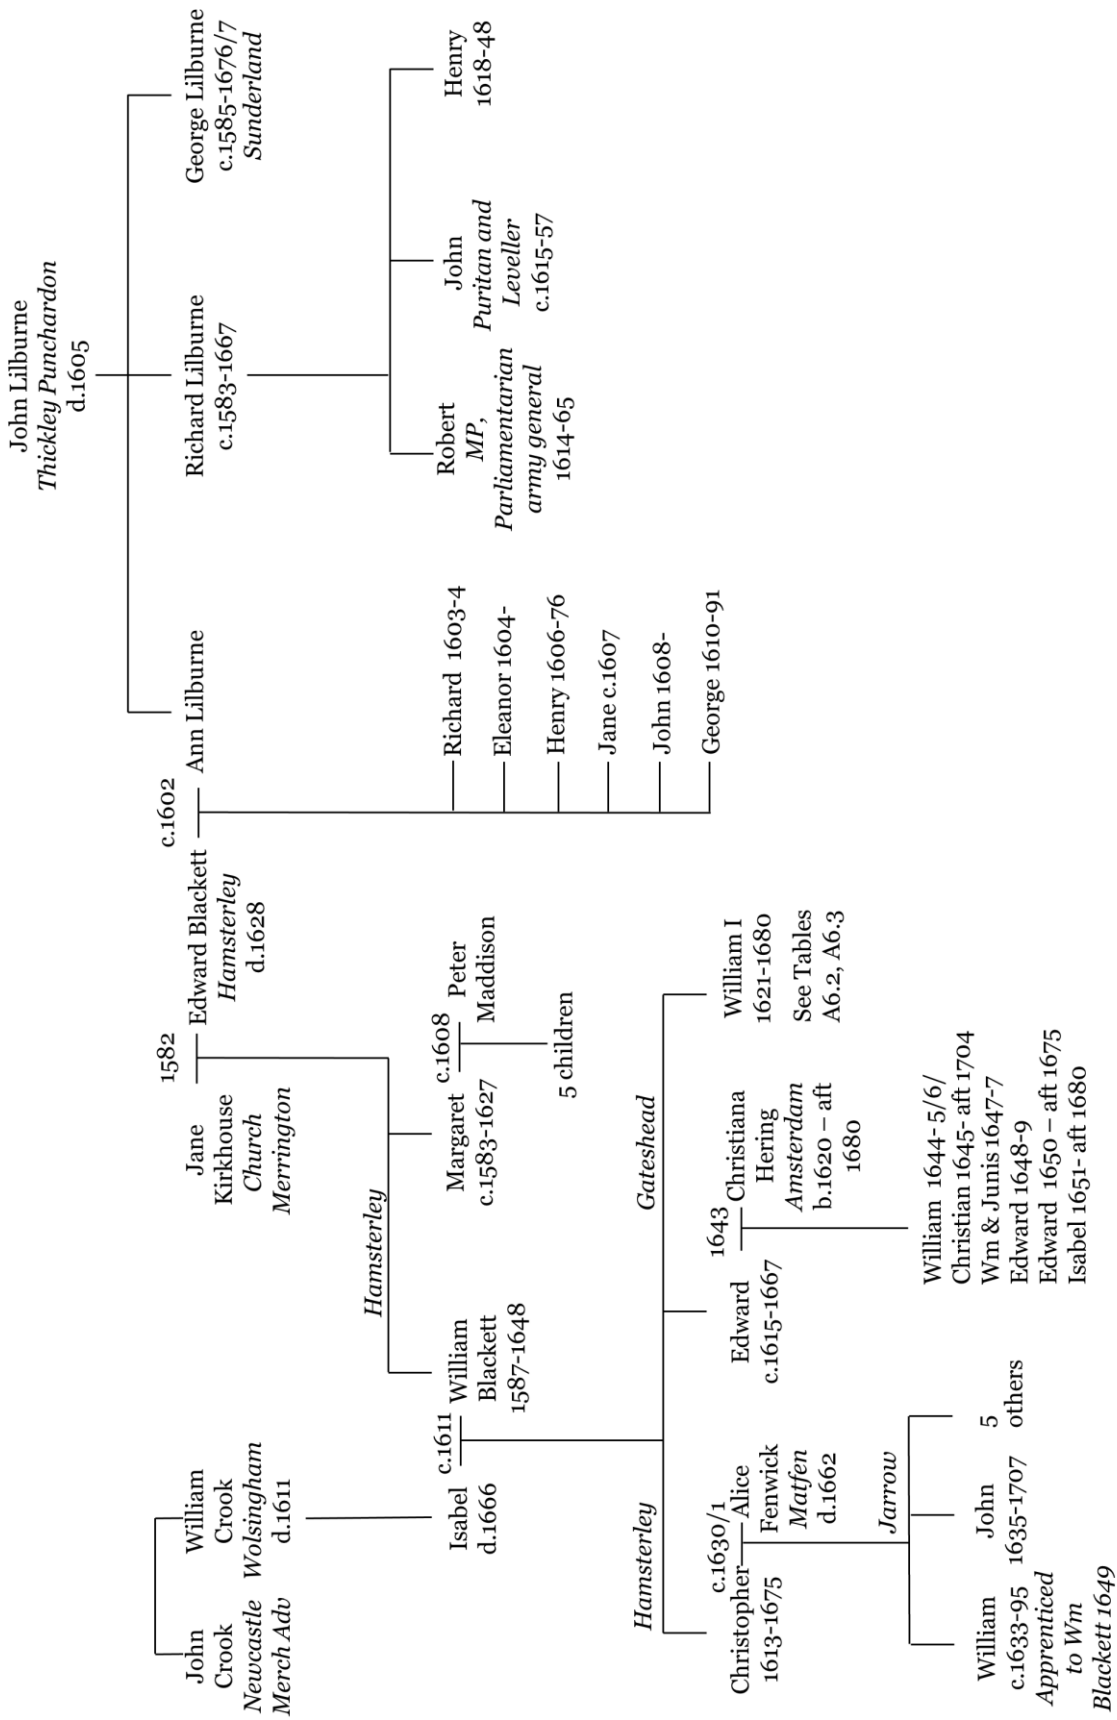 John Lilburne
Thickley Punchardon
d.1605
John
Crook
Newcastle
Merch Adv
William
Crook
Wolsingham
d.1611
1582
Jane
Kirkhouse
Church
Merrington
Edward Blackett
Hamsterley
d.1628
c.1602
Ann Lilburne
Richard Lilburne
c.1583-1667
George Lilburne
c.1585-1676/7
Sunderland
Hamsterley
Isabel
d.1666
c.1611
William
Blackett
1587-1648
Margaret
c.1583-1627
c.1608
Peter
Maddison
5 children
Richard 1603-4
Eleanor 1604-
Henry 1606-76
Jane c.1607
John 1608-
George 1610-91
Robert
MP,
Parliamentarian
army general
1614-65
John
Puritan and
Leveller
c.1615-57
Henry
1618-48
Hamsterley
Gateshead
Christopher
1613-1675
c.1630/1
Alice
Fenwick
Matfen
d.1662
Edward
c.1615-1667
1643
Christiana
Hering
Amsterdam
b.1620 – aft
1680
William I
1621-1680
See Tables
A6.2, A6.3
Jarrow
William
c.1633-95
Apprenticed
to Wm
Blackett 1649
John
1635-1707
5
others
William 1644- 5/6/
Christian 1645- aft 1704
Wm & Junis 1647-7
Edward 1648-9
Edward 1650 – aft 1675
Isabel 1651- aft 1680